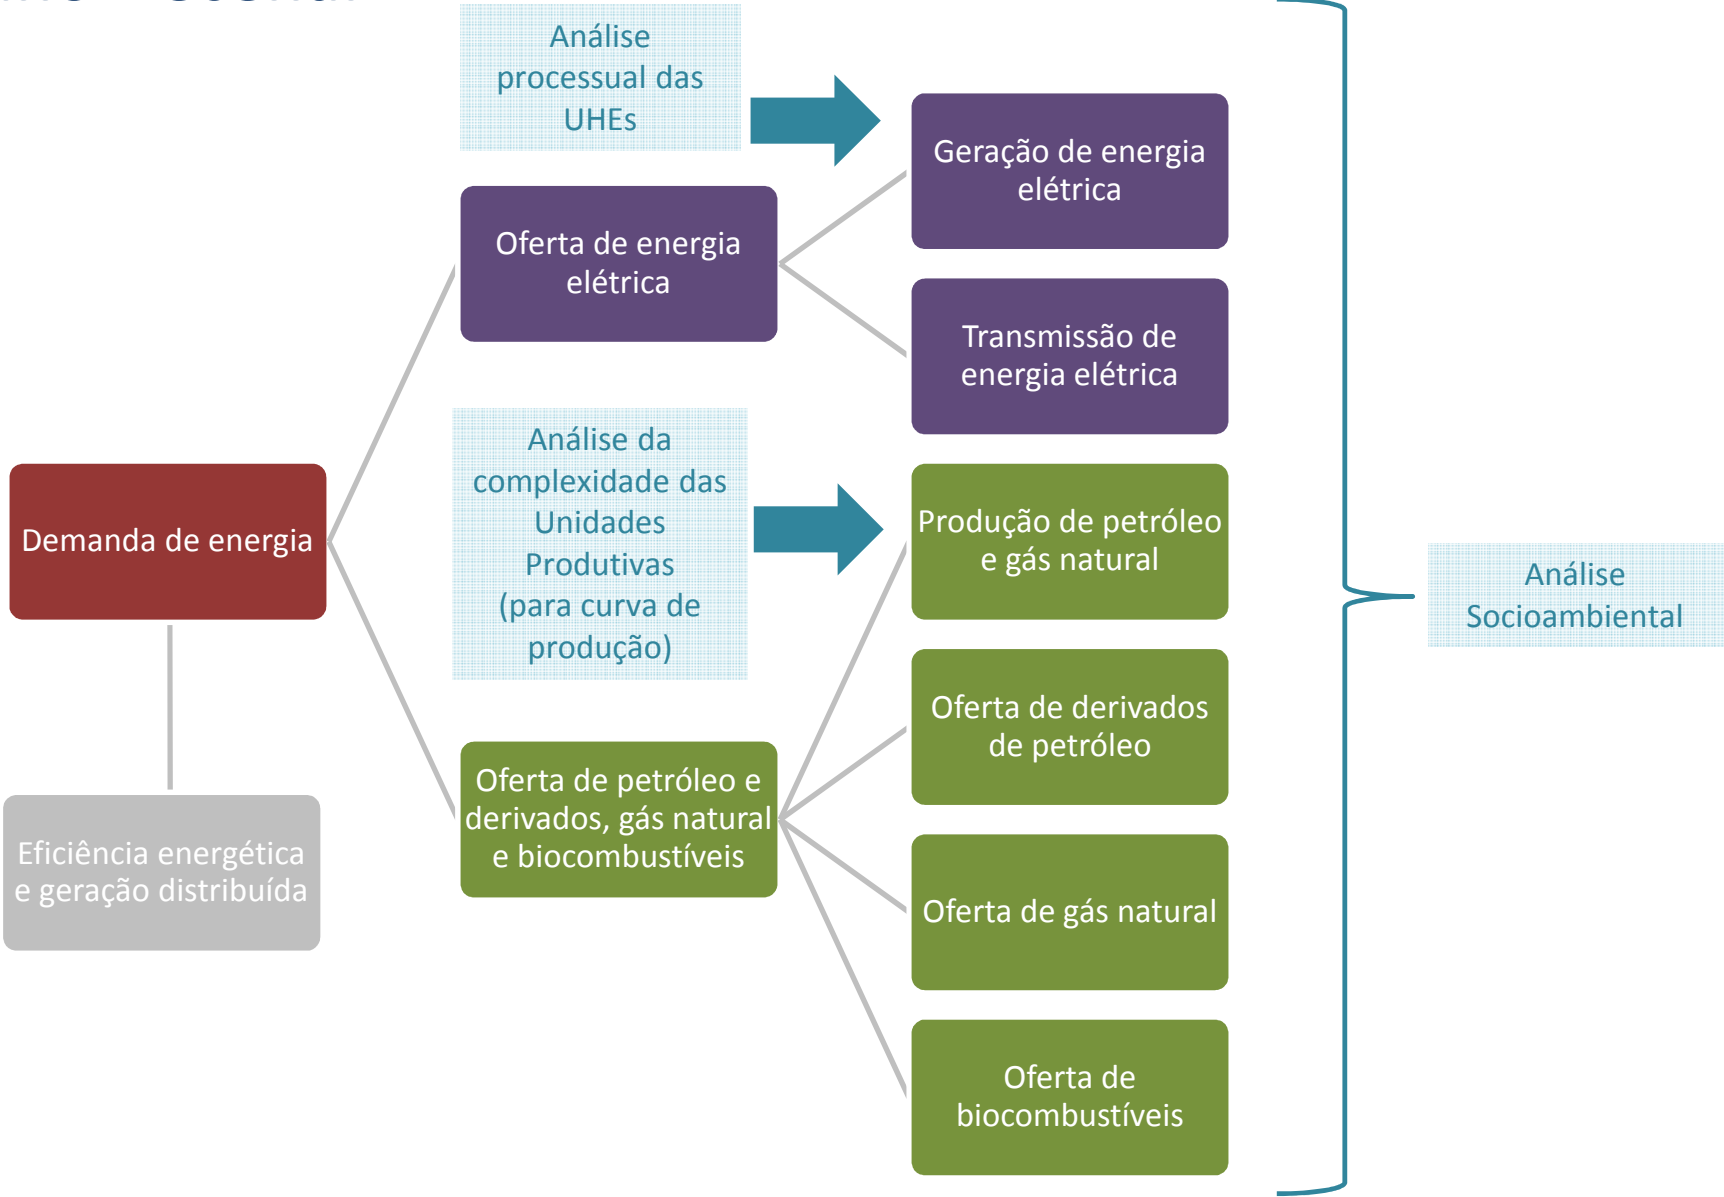 Análise
processual das
UHEs
Geração de energia
elétrica
Oferta de energia
elétrica
Transmissão de
energia elétrica
Análise da
complexidade das
Unidades
Produtivas
(para curva de
produção)
Produção de petróleo
e gás natural
Demanda de energia
Análise
Socioambiental
Oferta de derivados
de petróleo
Oferta de petróleo e
derivados, gás natural
e biocombustíveis
Eficiência energética
e geração distribuída
Oferta de gás natural
Oferta de
biocombustíveis